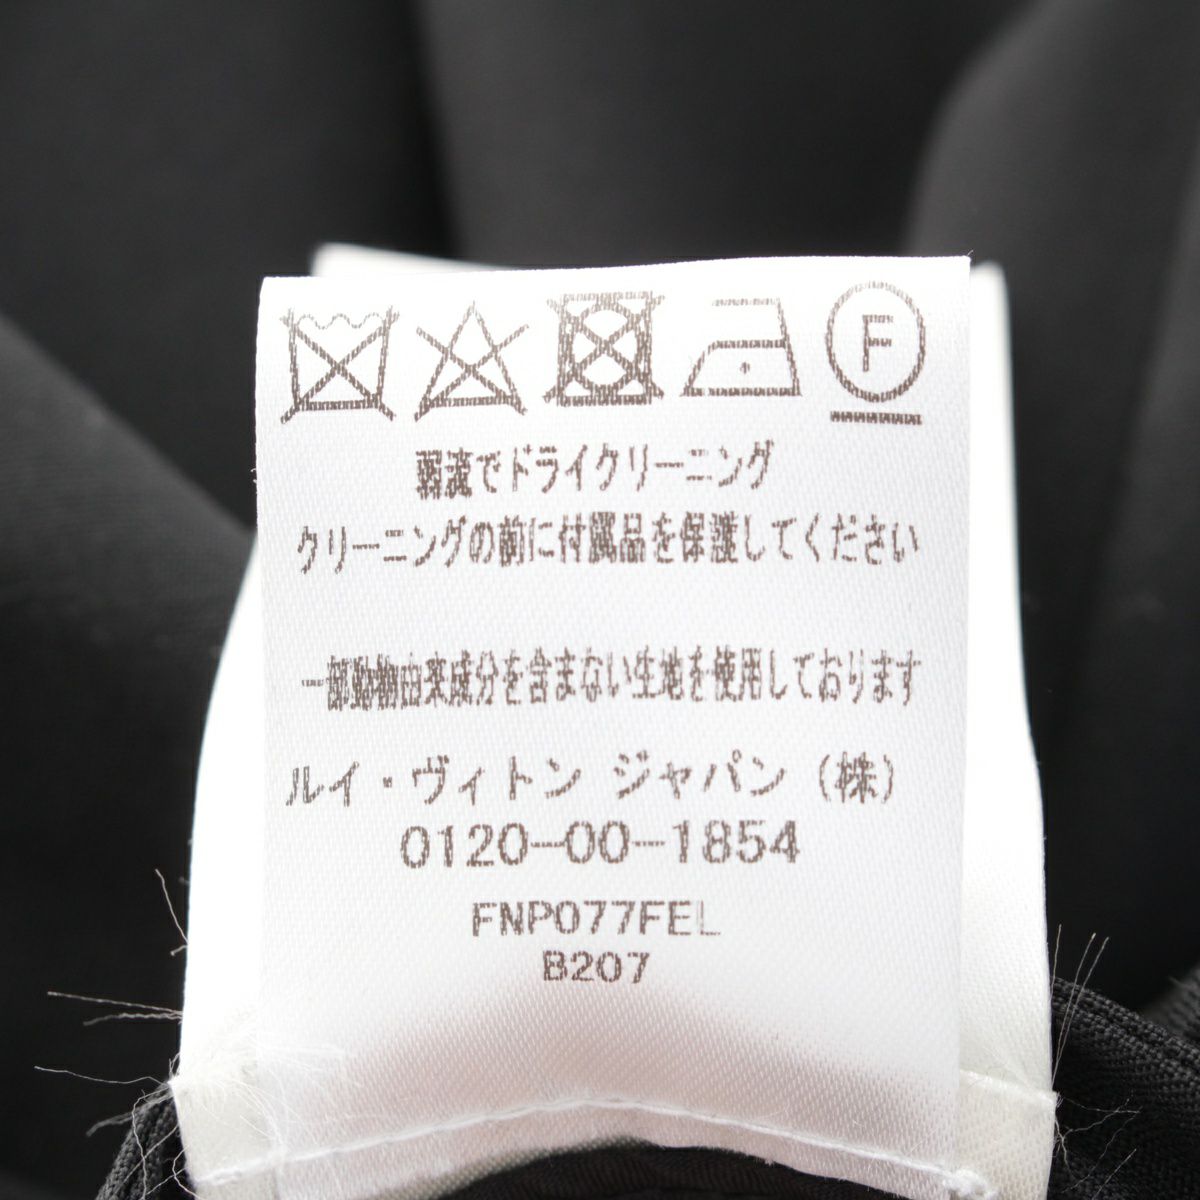 F
弱流でドライクリーニング
クリーニングの前に付属品を保護してください
一部動物由来成分を含まない生地を使用しております
ルイ・ヴィトン ジャパン (株)
0120-00-1854
FNP077FEL
B207